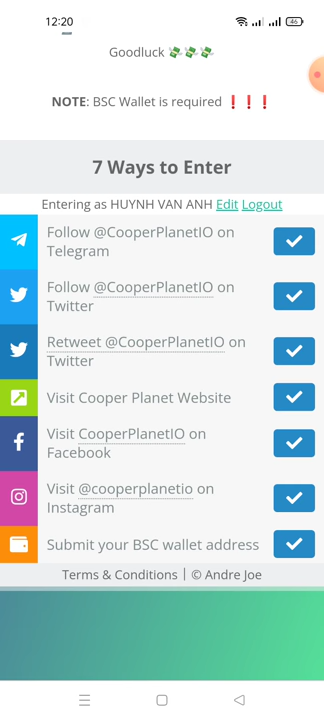 12:20
46
Goodluck 💸💸💸
NOTE: BSC Wallet is required ❗❗❗
7 Ways to Enter
Entering as HUYNH VAN ANH Edit Logout
Follow @CooperPlanetIO on
Telegram
Follow @CooperPlanetIO on
Twitter
Retweet @CooperPlanetIO on
Twitter
Visit Cooper Planet Website
Visit CooperPlanetIO on
Facebook
Visit @cooperplanetio on
Instagram
Submit your BSC wallet address
Terms & Conditions | © Andre Joe